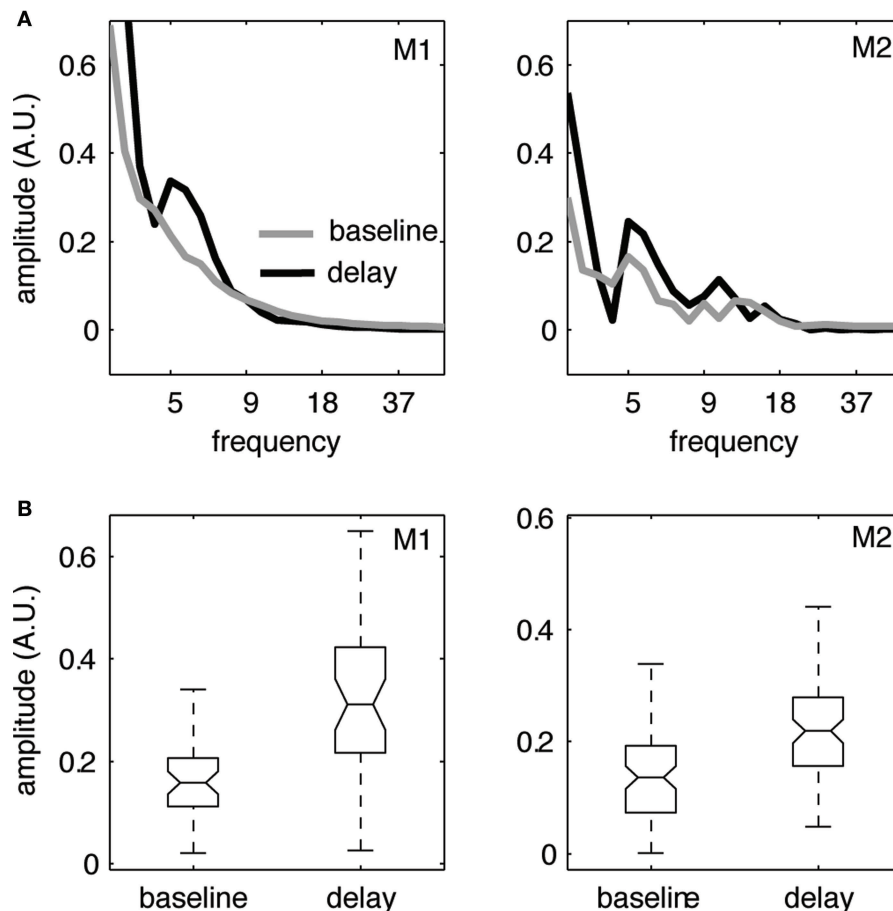 A
M1
M2
amplitude (A.U.)
0.6
0.4
0.2
0
baseline
delay
5 9 18 37
frequency
0.6
0.4
0.2
0
5 9 18 37
frequency
B
M1
M2
amplitude (A.U.)
0.6
0.4
0.2
0
baseline delay
0.6
0.4
0.2
0
baseline delay